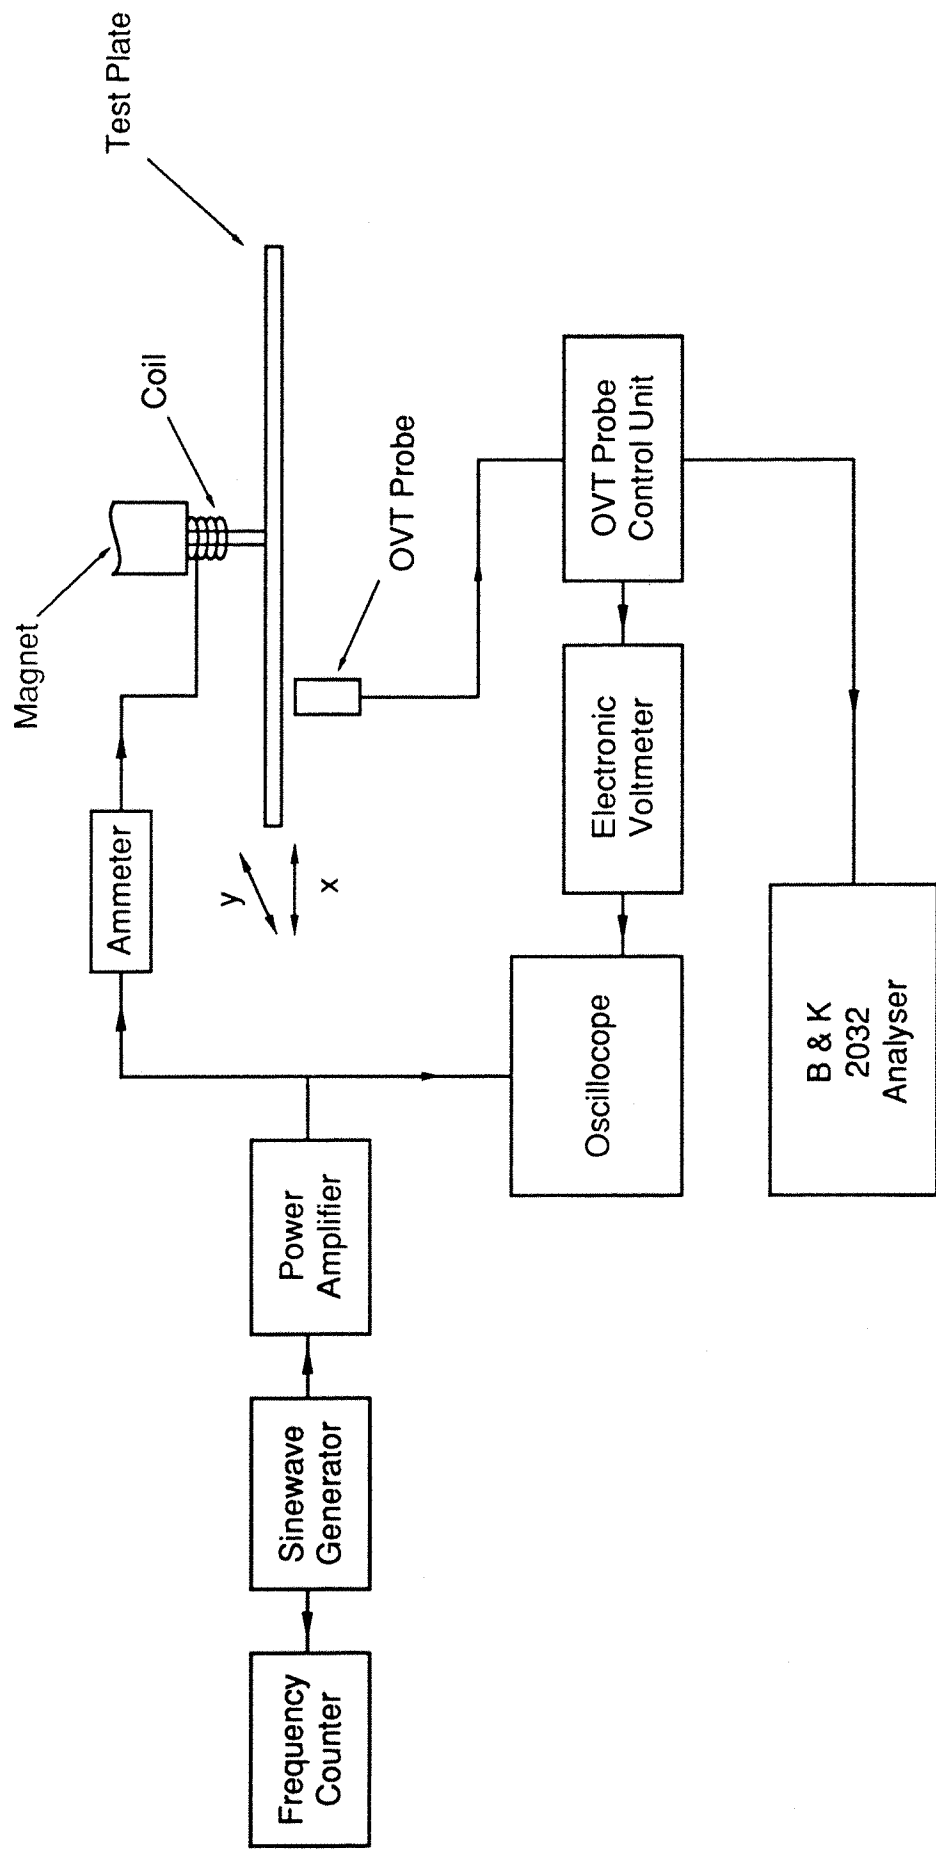 Test Plate
Magnet
Coil
Ammeter
y
x
OVT Probe
Frequency
Counter
Sinewave
Generator
Power
Amplifier
Oscillocope
Electronic
Voltmeter
OVT Probe
Control Unit
B & K
2032
Analyser